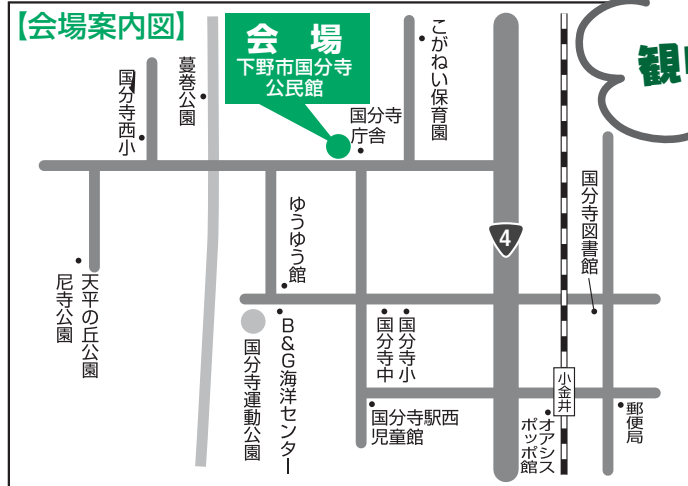 【会場案内図】
会 場
下野市国分寺
公民館
観
こがねい保育園
国分寺
庁舎
蔓巻公園
国分寺西小
国分寺図書館
4
ゆうゆう館
天平の丘公園
尼寺公園
国分寺小
国分寺中
B&G海洋センター
国分寺運動公園
小金井
国分寺駅西
児童館
オアシス
ポッポ館
郵便局